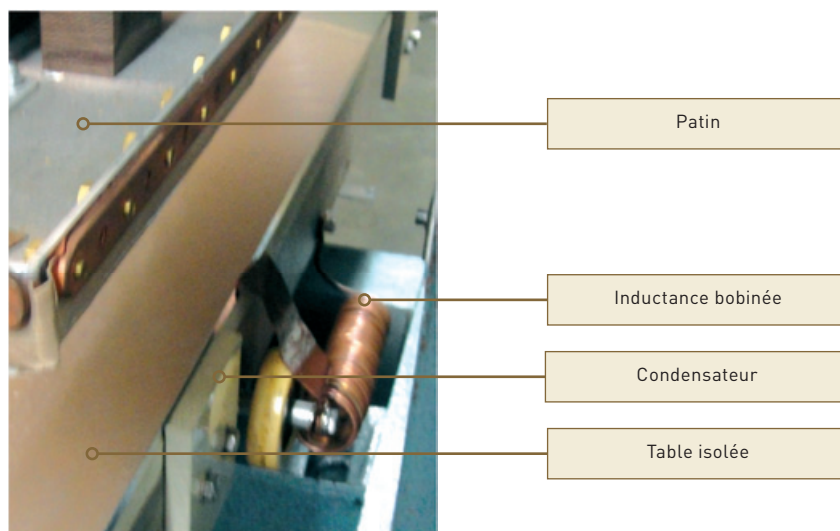 Patin
Inductance bobinée
Condensateur
Table isolée